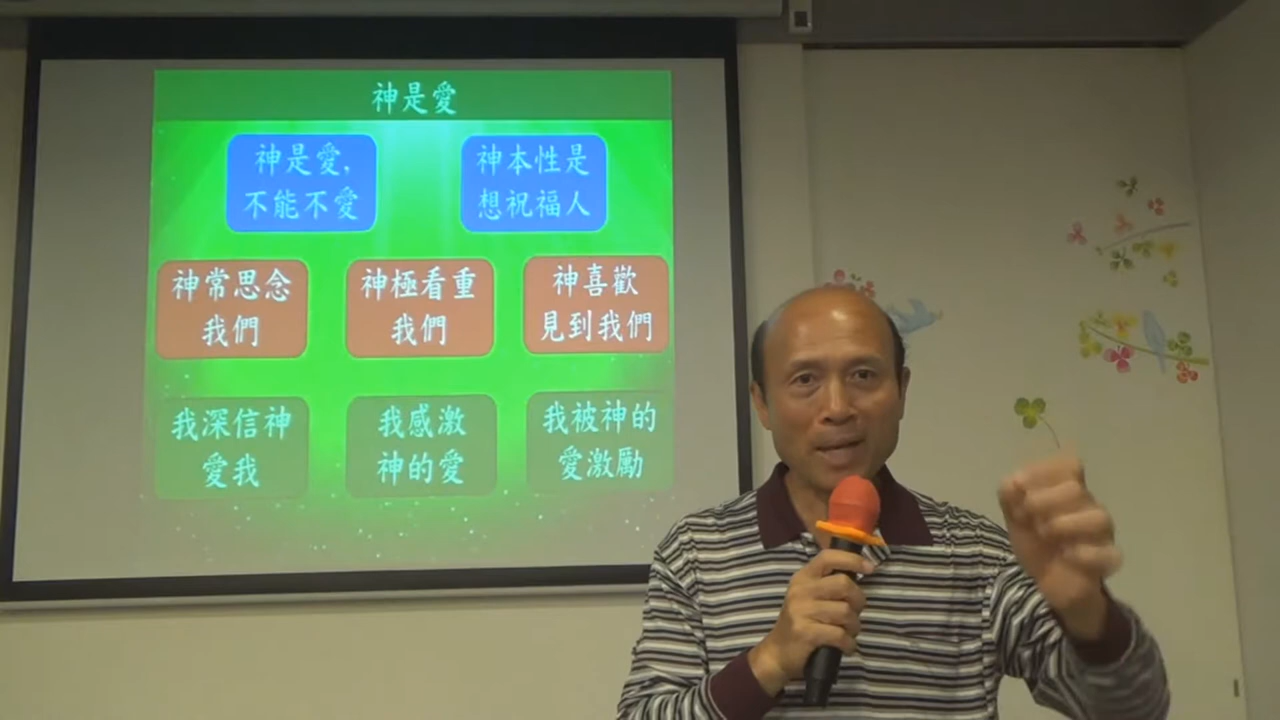 神是愛
神是愛,
不能不愛
神本性是
想祝福人
神常思念
我們
神極看重
我們
神喜歡
見到我們
我深信神
愛我
我感激
神的愛
我被神的
愛激勵